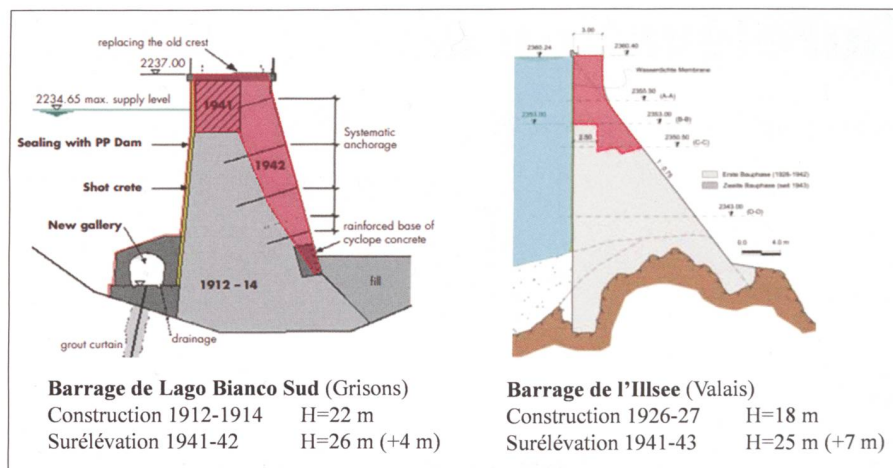 replacing the old crest
2237.00
2234.65 max. supply level
1941
Sealing with PP Dam
Systematic
anchorage
1942
Shot crete
New gallery
rainforced base of
cyclope concrete
1912 – 14
fill
grout curtain
drainage
Barrage de Lago Bianco Sud (Grisons)
Construction 1912-1914 H=22 m
Surélévation 1941-42 H=26 m (+4 m)
3.00
2360.24
2360.40
Wasserdichte Membrane
2355.50
(A-A)
2353.00
2353.00
(B-B)
2350.50
(C-C)
2.50
1 : 0.75
Erste Bauphase (1926-1942)
Zweite Bauphase (seit 1943)
2343.00
(D-D)
0.0 4.0 m
Barrage de l'Illsee (Valais)
Construction 1926-27 H=18 m
Surélévation 1941-43 H=25 m (+7 m)